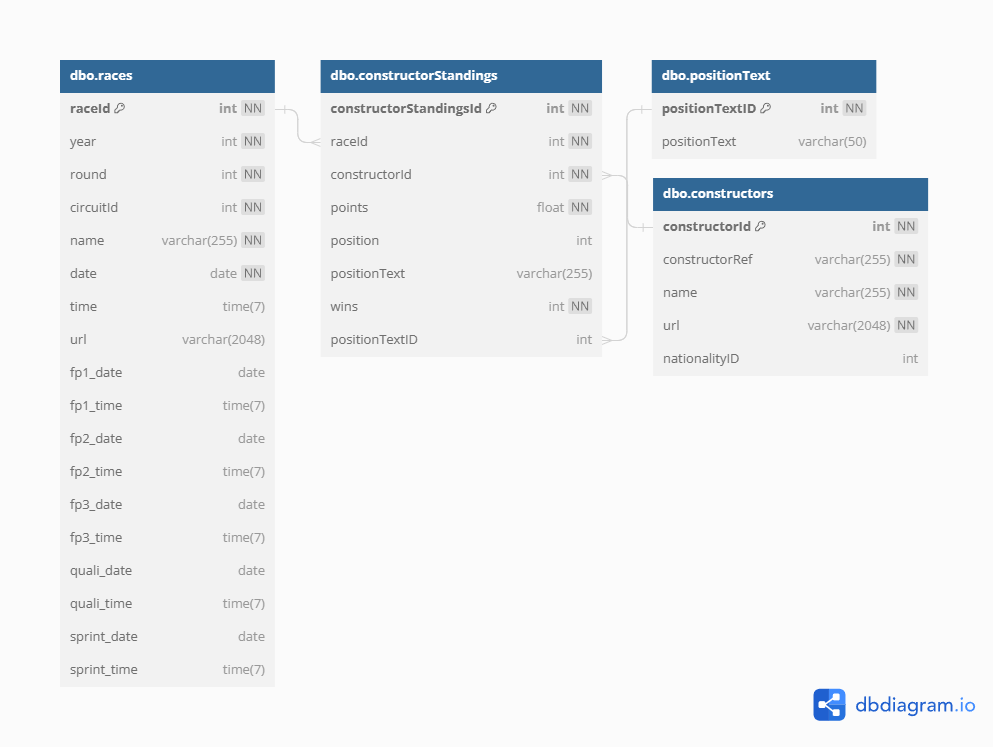 dbo.races
raceId int NN
year int NN
round int NN
circuitId int NN
name varchar(255) NN
date date NN
time time(7)
url varchar(2048)
fp1_date date
fp1_time time(7)
fp2_date date
fp2_time time(7)
fp3_date date
fp3_time time(7)
quali_date date
quali_time time(7)
sprint_date date
sprint_time time(7)
dbo.constructorStandings
constructorStandingsId int NN
raceId int NN
constructorId int NN
points float NN
position int
positionText varchar(255)
wins int NN
positionTextID int
dbo.positionText
positionTextID int NN
positionText varchar(50)
dbo.constructors
constructorId int NN
constructorRef varchar(255) NN
name varchar(255) NN
url varchar(2048) NN
nationalityID int
dbdiagram.io